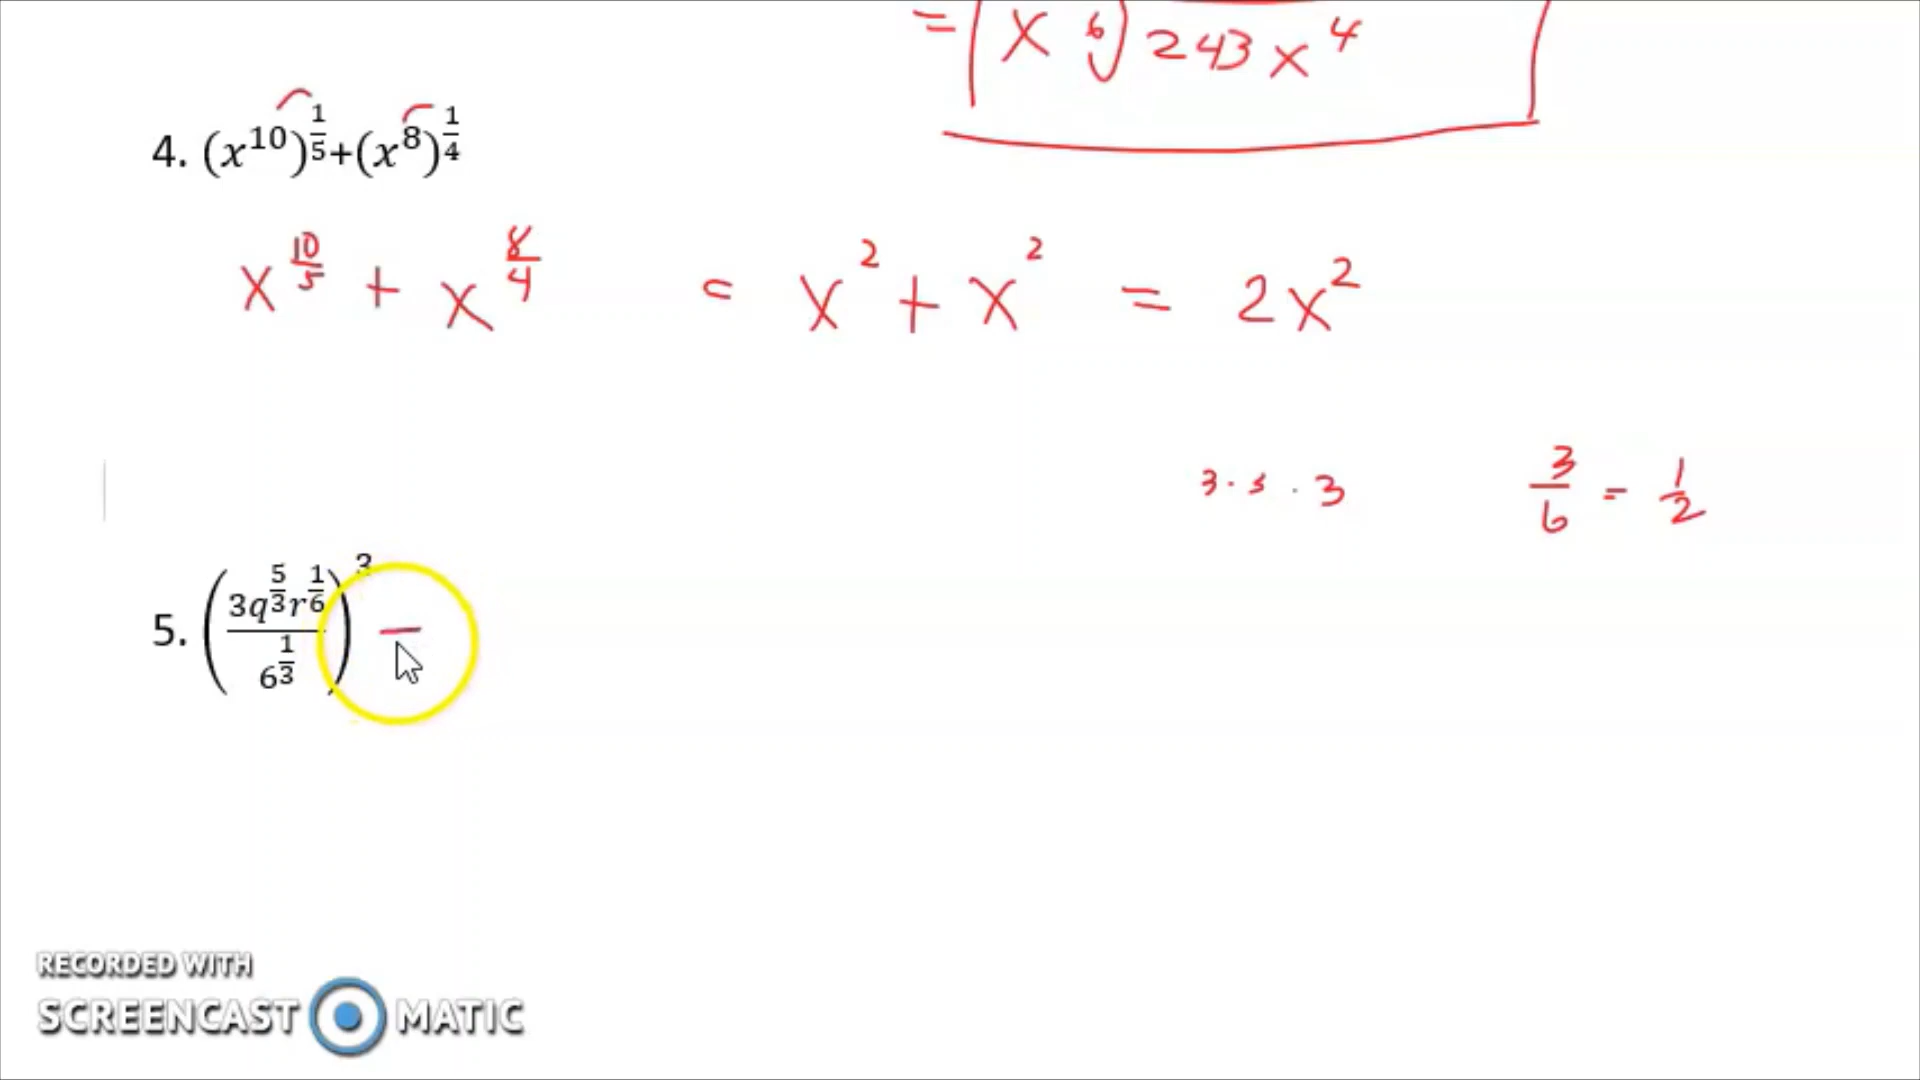 = x ⁶√243x⁴
4. (x¹⁰)^(1/5)+(x⁸)^(1/4)
x^(10/5) + x^(8/4) = x² + x² = 2x²
3 · 3 · 3 3/6 = 1/2
5. ((3q^(5/3)r^(1/6))/(6^(1/3)))³
RECORDED WITH
SCREENCAST MATIC